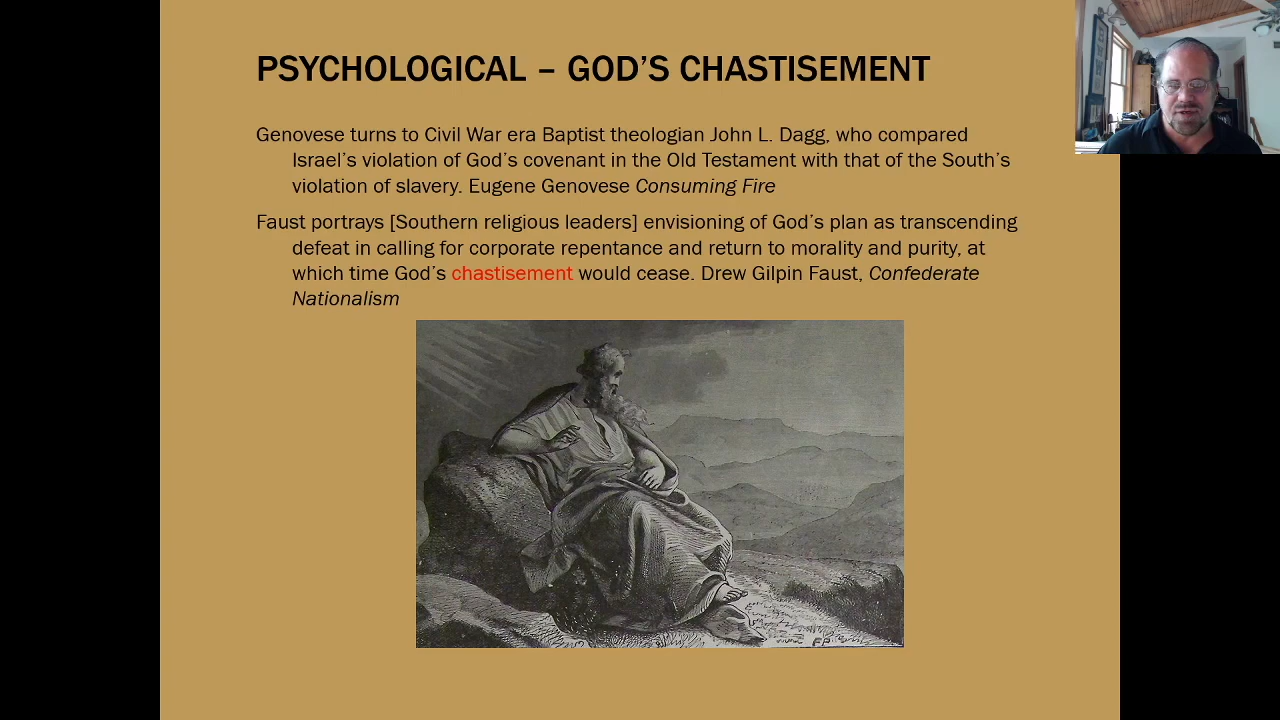 PSYCHOLOGICAL – GOD'S CHASTISEMENT
Genovese turns to Civil War era Baptist theologian John L. Dagg, who compared
Israel's violation of God's covenant in the Old Testament with that of the South's
violation of slavery. Eugene Genovese Consuming Fire
Faust portrays [Southern religious leaders] envisioning of God's plan as transcending
defeat in calling for corporate repentance and return to morality and purity, at
which time God's chastisement would cease. Drew Gilpin Faust, Confederate
Nationalism
FP